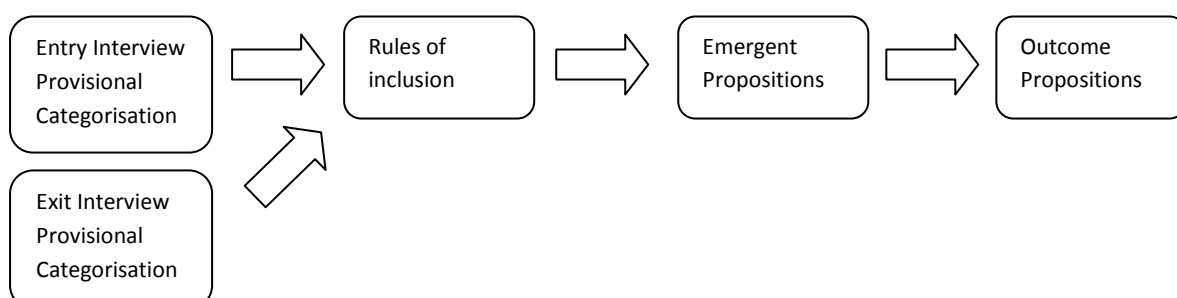 Entry Interview
Provisional
Categorisation
Rules of
inclusion
Emergent
Propositions
Outcome
Propositions
Exit Interview
Provisional
Categorisation